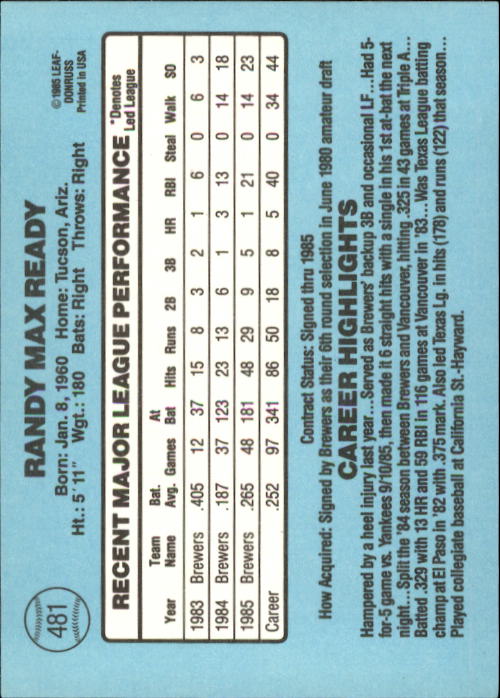 481
RANDY MAX READY
©1985 LEAF-
DONRUSS
Printed in USA
Born: Jan. 8, 1960 Home: Tucson, Ariz.
Ht.: 5' 11" Wgt.: 180 Bats: Right Throws: Right
RECENT MAJOR LEAGUE PERFORMANCE *Denotes Led League
Year Team Name Bat. Avg. Games At Bat Hits Runs 2B 3B HR RBI Steal Walk SO
1983 Brewers .405 12 37 15 8 3 2 1 6 0 6 3
1984 Brewers .187 37 123 23 13 6 1 3 13 0 14 18
1985 Brewers .265 48 181 48 29 9 5 1 21 0 14 23
Career .252 97 341 86 50 18 8 5 40 0 34 44
Contract Status: Signed thru 1985
How Acquired: Signed by Brewers as their 6th round selection in June 1980 amateur draft
CAREER HIGHLIGHTS
Hampered by a heel injury last year...Served as Brewers' backup 3B and occasional LF...Had 5-
for-5 game vs. Yankees 9/10/85, then made it 6 straight hits with a single in his 1st at-bat the next
night...Split the '84 season between Brewers and Vancouver, hitting .325 in 43 games at Triple A...
Batted .329 with 13 HR and 59 RBI in 116 games at Vancouver in '83...Was Texas League batting
champ at El Paso in '82 with .375 mark. Also led Texas Lg. in hits (178) and runs (122) that season...
Played collegiate baseball at California St.-Hayward.